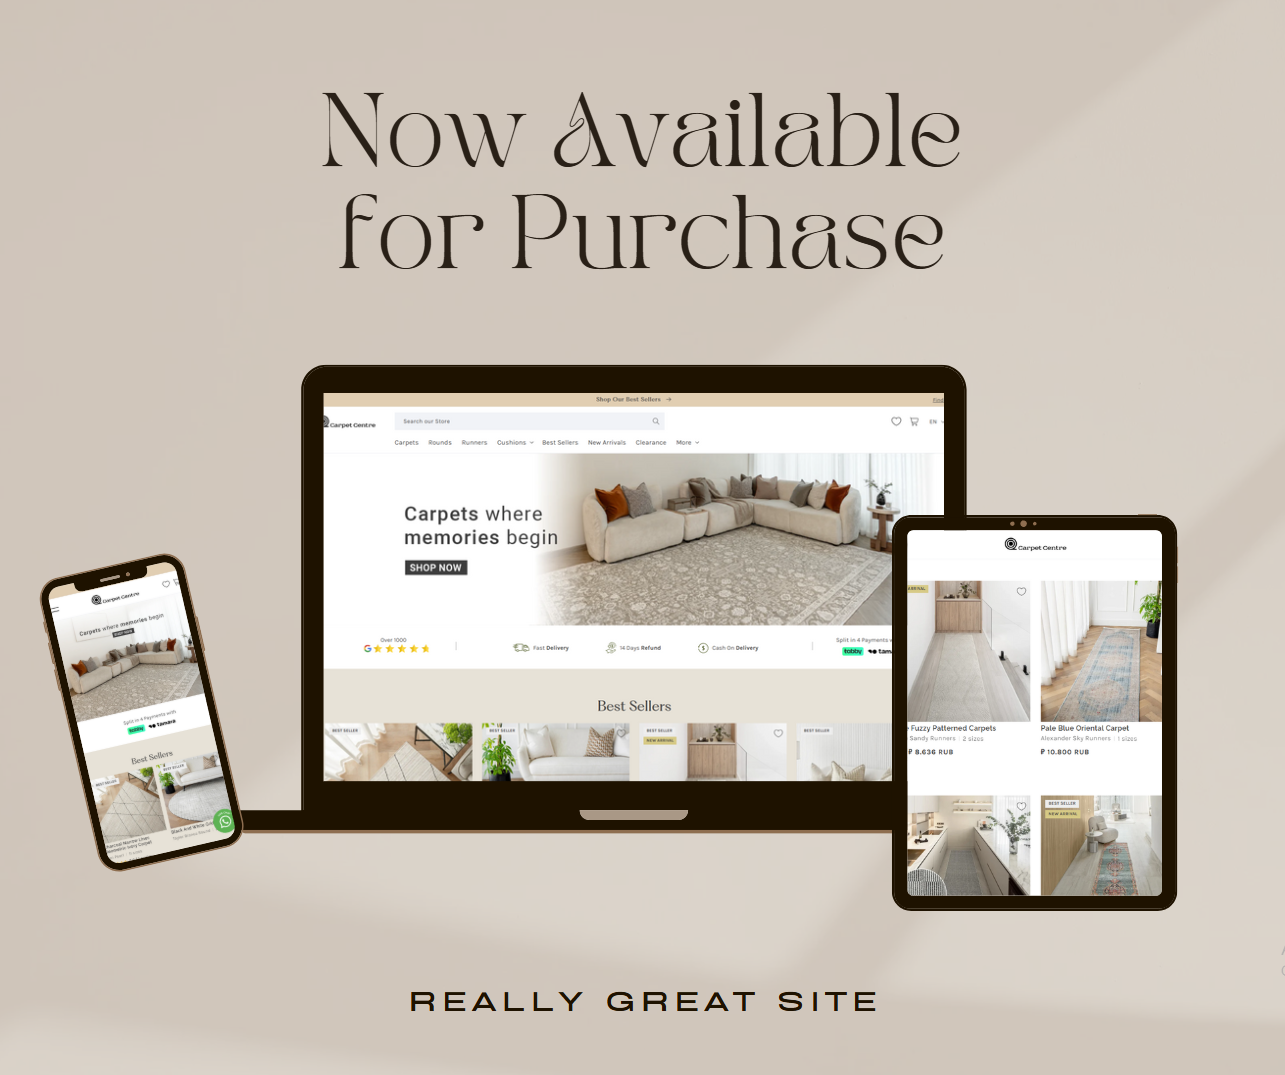 Now Available
for Purchase
Shop Our Best Sellers →
Find
Carpet Centre
Search our Store
EN
Carpets Rounds Runners Cushions Best Sellers New Arrivals Clearance More
Carpets where
memories begin
SHOP NOW
Over 1000
G
Fast Delivery
14 Days Refund
Cash On Delivery
Split in 4 Payments
tabby tama
Best Sellers
BEST SELLER
BEST SELLER
BEST SELLER
NEW ARRIVAL
BEST SELLER
Carpet Centre
Carpets where memories begin
SHOP NOW
Split in 4 Payments with
tabby tamara
Best Sellers
BEST SELLER
BEST SELLER
Black And White
Carpet Centre
ARRIVAL
Fuzzy Patterned Carpets
Sandy Runners | 2 sizes
₽ 8.636 RUB
Pale Blue Oriental Carpet
Alexander Sky Runners | 1 sizes
₽ 10.800 RUB
BEST SELLER
NEW ARRIVAL
REALLY GREAT SITE